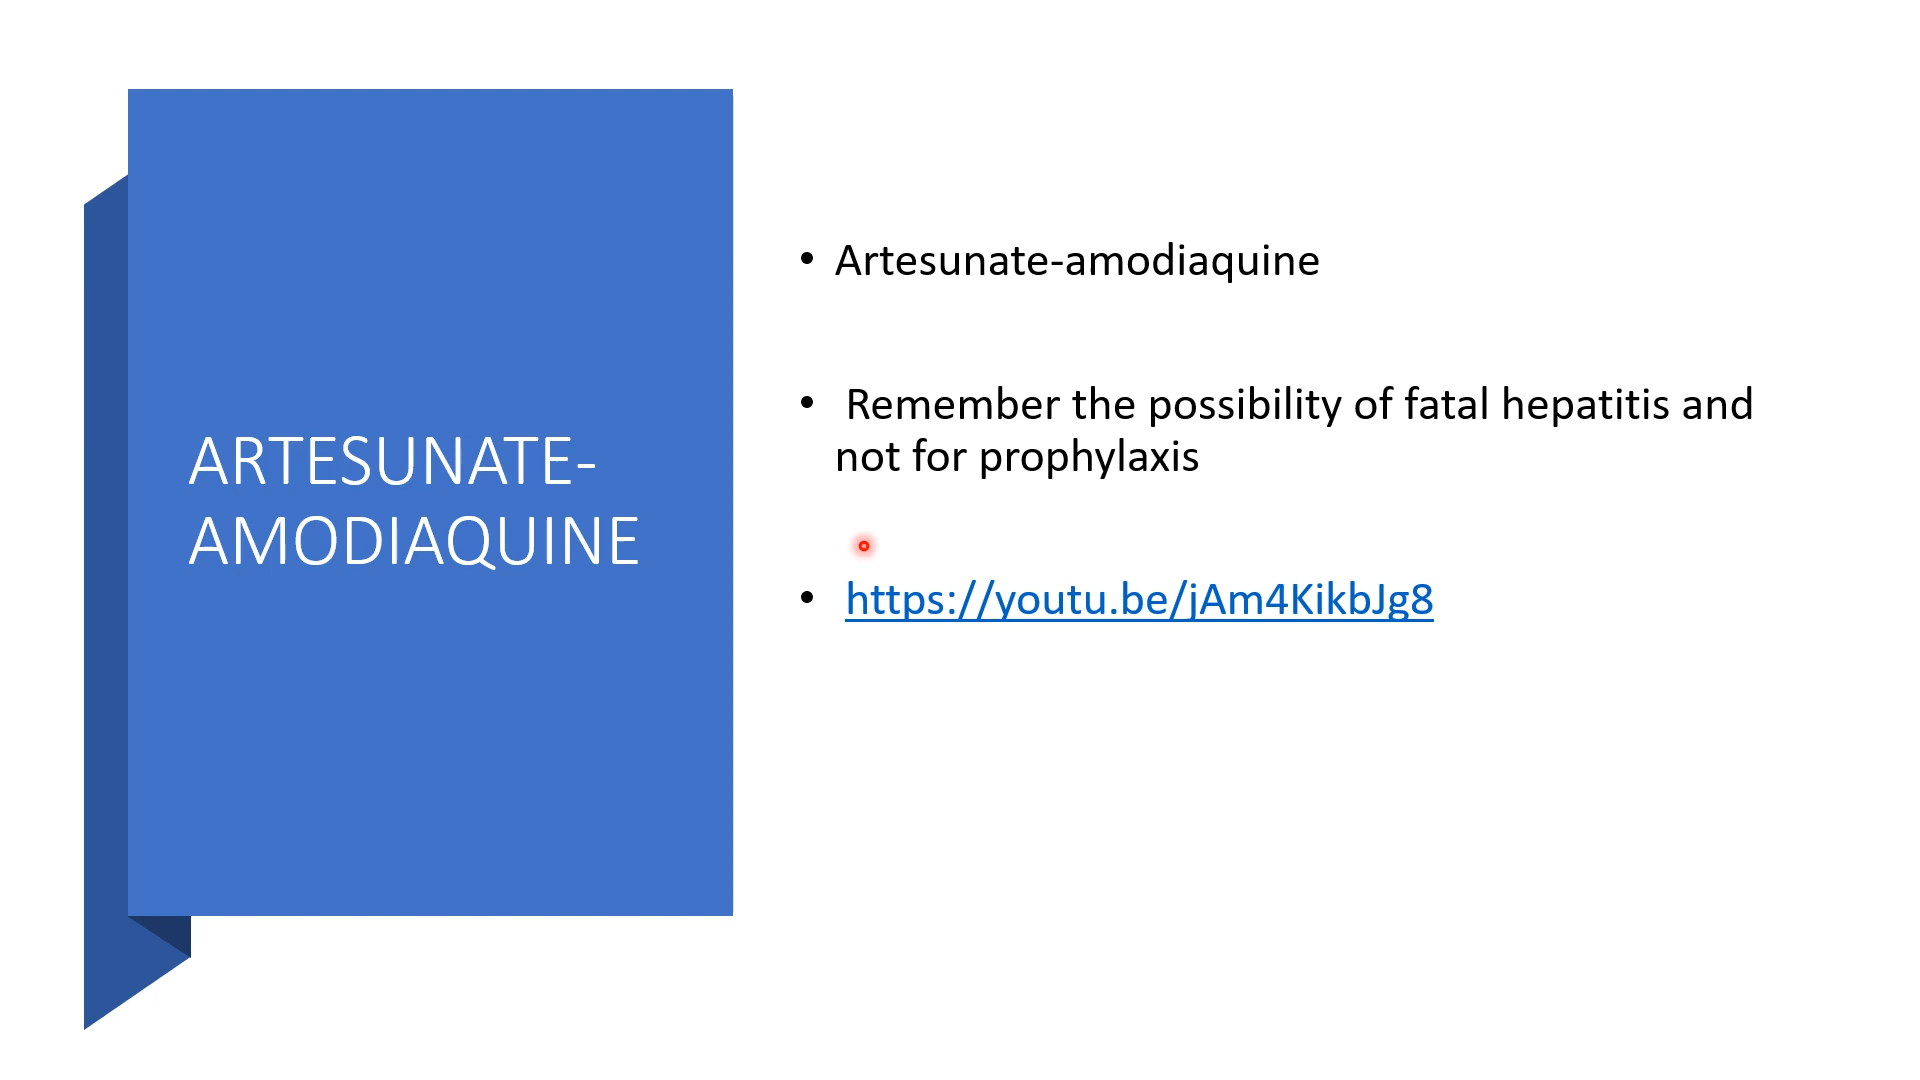 ARTESUNATE-
AMODIAQUINE
• Artesunate-amodiaquine
• Remember the possibility of fatal hepatitis and
not for prophylaxis
• https://youtu.be/jAm4KikbJg8